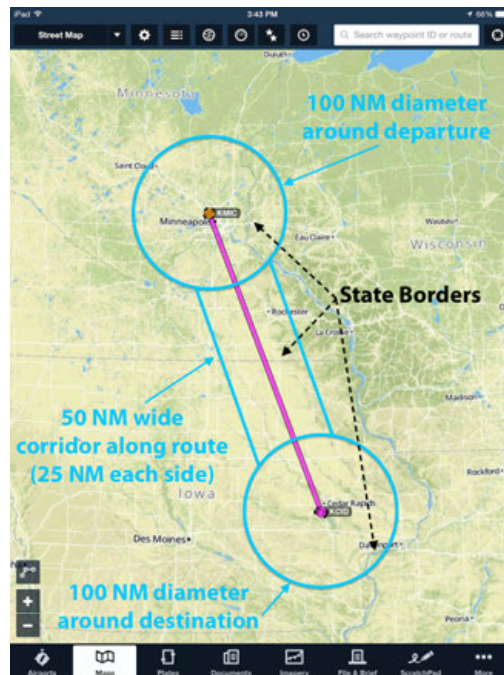 iPad
3:43 PM
66%
Street Map
Search waypoint ID or route
Duluth
Minnesota
100 NM diameter
around departure
Saint Cloud
KMIC
Minneapolis
Eau Claire
Wausau
Wisconsin
State Borders
Rochester
La Crosse
50 NM wide
corridor along route
(25 NM each side)
Madison
Rockford
Iowa
Cedar Rapids
KCID
Des Moines
Davenport
100 NM diameter
around destination
Peoria
Airports
Maps
Plates
Documents
Imagery
File & Brief
ScratchPad
More